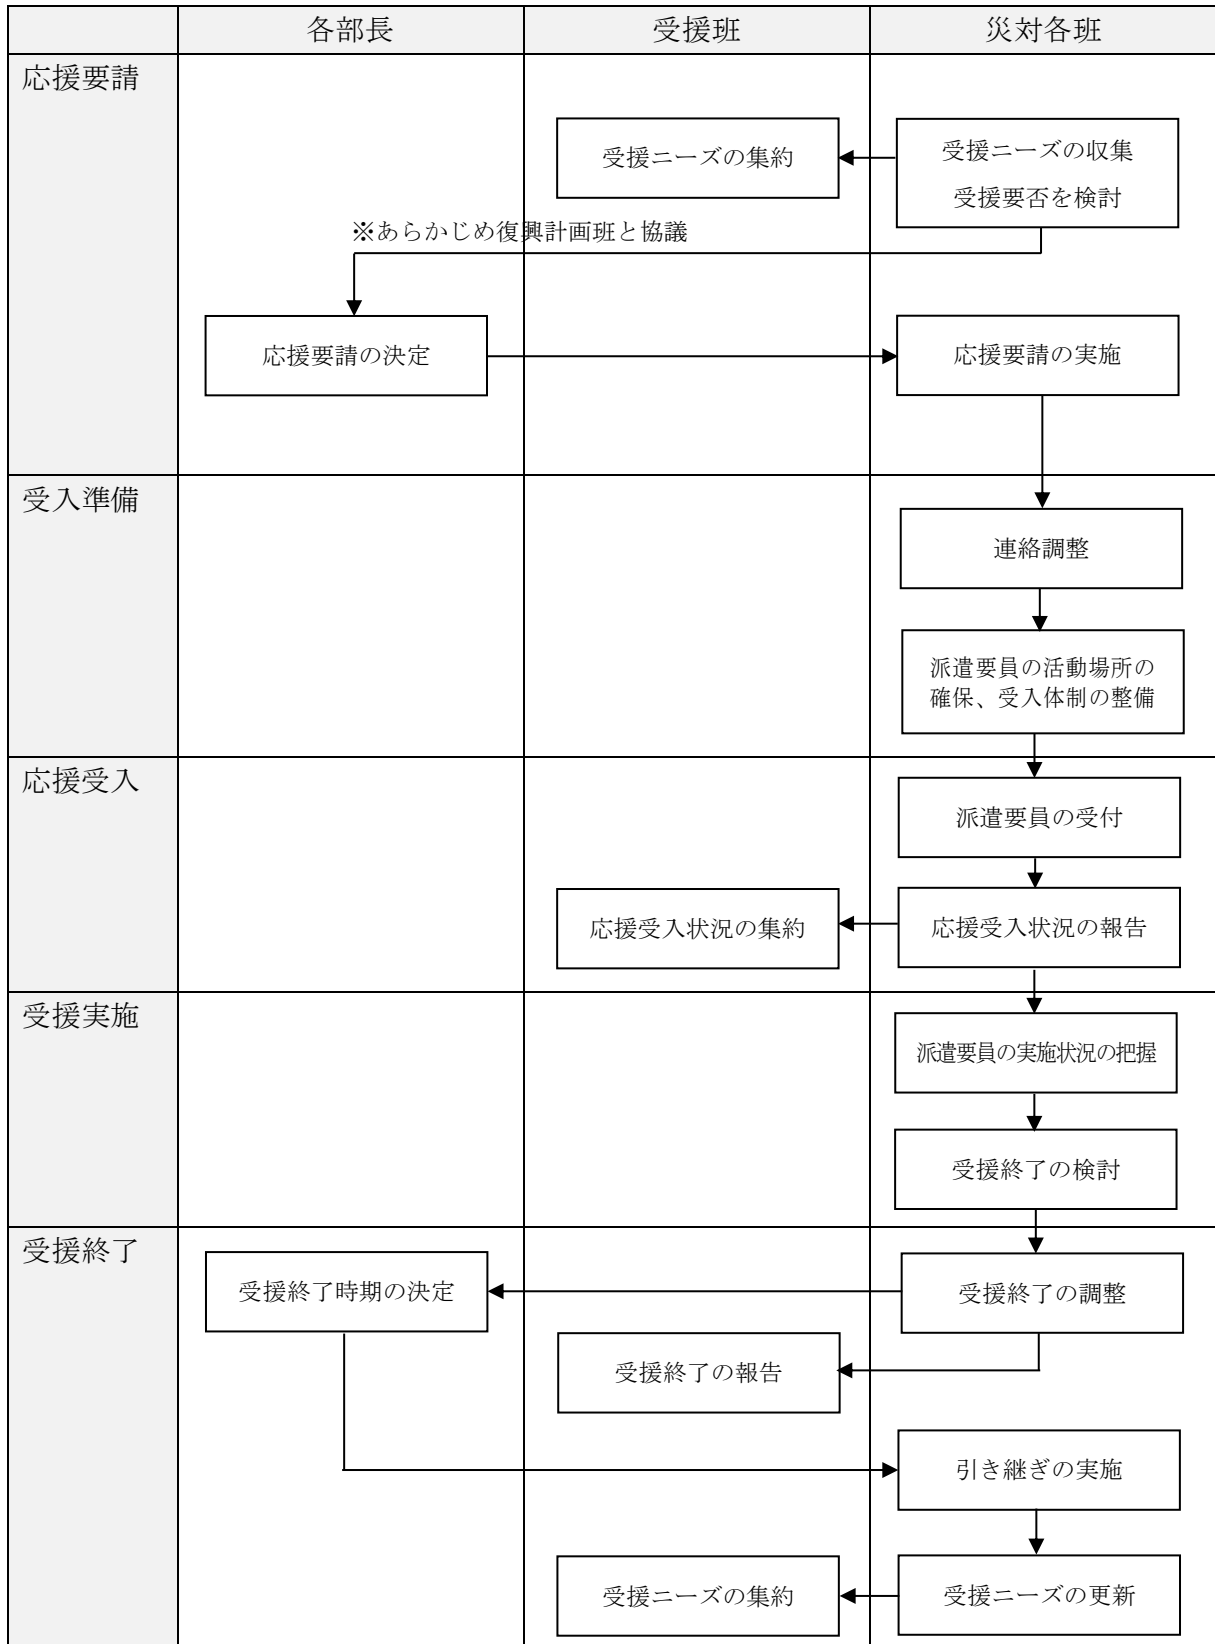 各部長
受援班
災対各班
応援要請
受援ニーズの集約
受援ニーズの収集
受援要否を検討
※あらかじめ復興計画班と協議
応援要請の決定
応援要請の実施
受入準備
連絡調整
派遣要員の活動場所の
確保、受入体制の整備
応援受入
派遣要員の受付
応援受入状況の集約
応援受入状況の報告
受援実施
派遣要員の実施状況の把握
受援終了の検討
受援終了
受援終了時期の決定
受援終了の調整
受援終了の報告
引き継ぎの実施
受援ニーズの集約
受援ニーズの更新